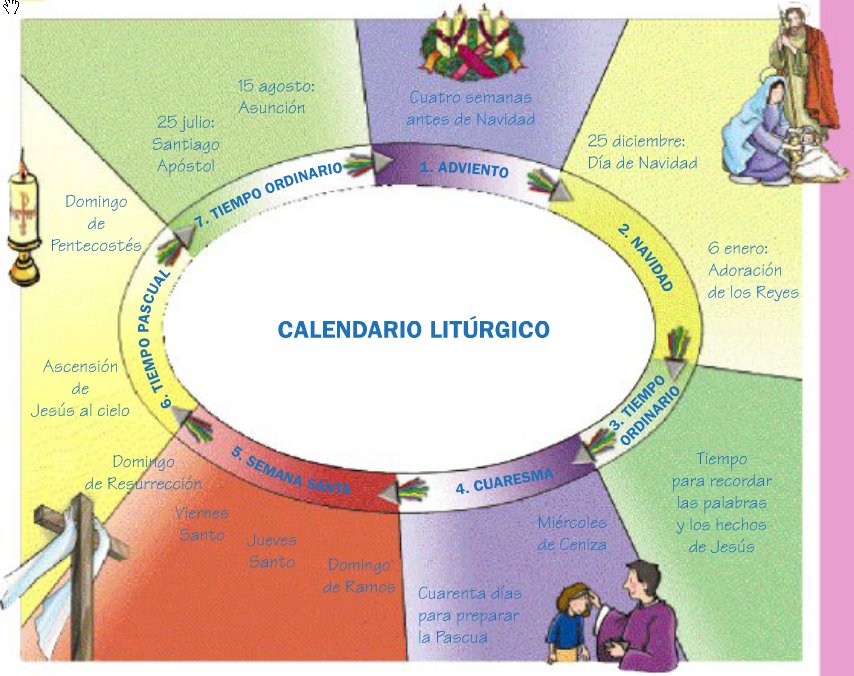 CALENDARIO LITÚRGICO
1. ADVIENTO
Cuatro semanas
antes de Navidad
2. NAVIDAD
25 diciembre:
Día de Navidad
6 enero:
Adoración
de los Reyes
3. TIEMPO
ORDINARIO
Tiempo
para recordar
las palabras
y los hechos
de Jesús
4. CUARESMA
Miércoles
de Ceniza
Cuarenta días
para preparar
la Pascua
5. SEMANA SANTA
Domingo
de Ramos
Jueves
Santo
Viernes
Santo
Domingo
de Resurrección
6. TIEMPO PASCUAL
Ascensión
de
Jesús al cielo
Domingo
de
Pentecostés
7. TIEMPO ORDINARIO
25 julio:
Santiago
Apóstol
15 agosto:
Asunción